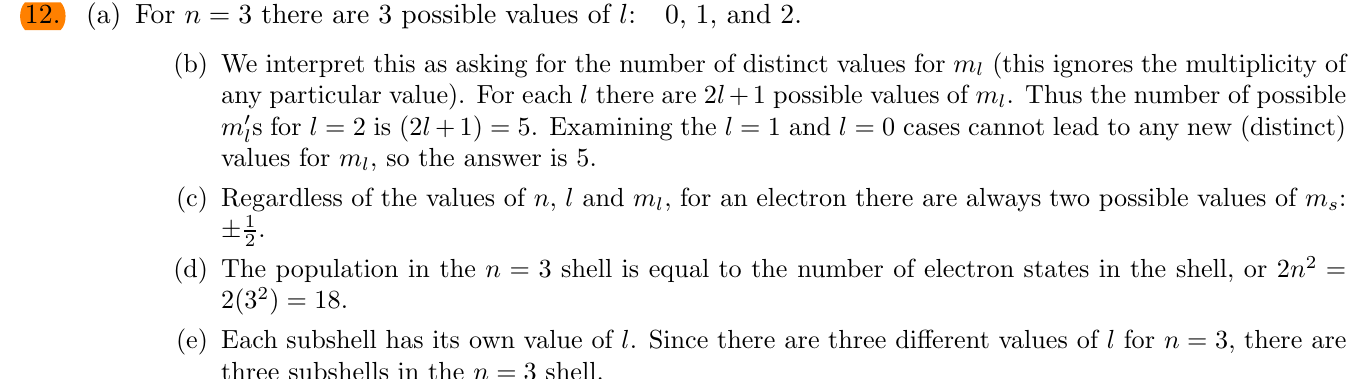 12. (a) For n = 3 there are 3 possible values of l: 0, 1, and 2.
(b) We interpret this as asking for the number of distinct values for mₗ (this ignores the multiplicity of
any particular value). For each l there are 2l + 1 possible values of mₗ. Thus the number of possible
mₗ′s for l = 2 is (2l + 1) = 5. Examining the l = 1 and l = 0 cases cannot lead to any new (distinct)
values for mₗ, so the answer is 5.
(c) Regardless of the values of n, l and mₗ, for an electron there are always two possible values of mₛ:
±½.
(d) The population in the n = 3 shell is equal to the number of electron states in the shell, or 2n² =
2(3²) = 18.
(e) Each subshell has its own value of l. Since there are three different values of l for n = 3, there are
three subshells in the n = 3 shell.